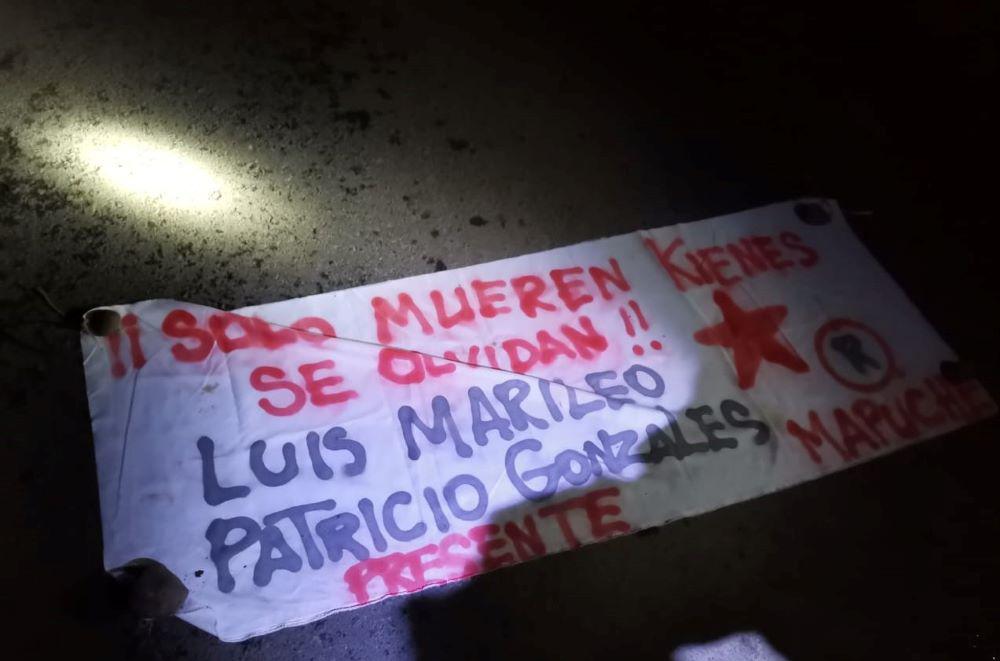 ¡¡ SOLO MUEREN KIENES
SE OLVIDAN !!
LUIS MARILEO
PATRICIO GONZALES
PRESENTE
R
MAPUCHE